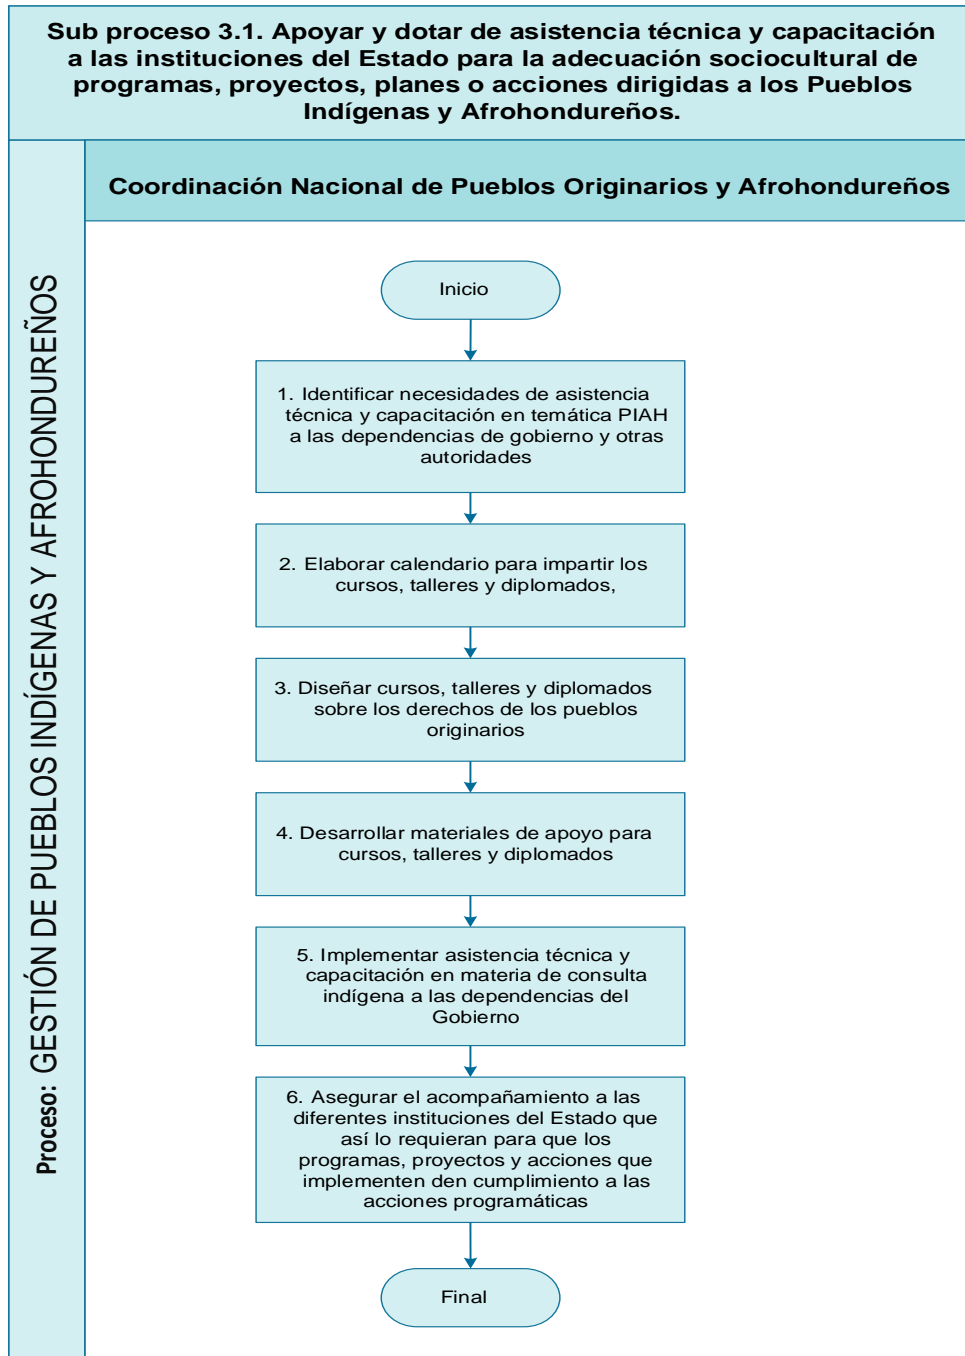 Sub proceso 3.1. Apoyar y dotar de asistencia técnica y capacitación
a las instituciones del Estado para la adecuación sociocultural de
programas, proyectos, planes o acciones dirigidas a los Pueblos
Indígenas y Afrohondureños.
Proceso: GESTIÓN DE PUEBLOS INDÍGENAS Y AFROHONDUREÑOS
Coordinación Nacional de Pueblos Originarios y Afrohondureños
Inicio
1. Identificar necesidades de asistencia
técnica y capacitación en temática PIAH
a las dependencias de gobierno y otras
autoridades
2. Elaborar calendario para impartir los
cursos, talleres y diplomados,
3. Diseñar cursos, talleres y diplomados
sobre los derechos de los pueblos
originarios
4. Desarrollar materiales de apoyo para
cursos, talleres y diplomados
5. Implementar asistencia técnica y
capacitación en materia de consulta
indígena a las dependencias del
Gobierno
6. Asegurar el acompañamiento a las
diferentes instituciones del Estado que
así lo requieran para que los
programas, proyectos y acciones que
implementen den cumplimiento a las
acciones programáticas
Final